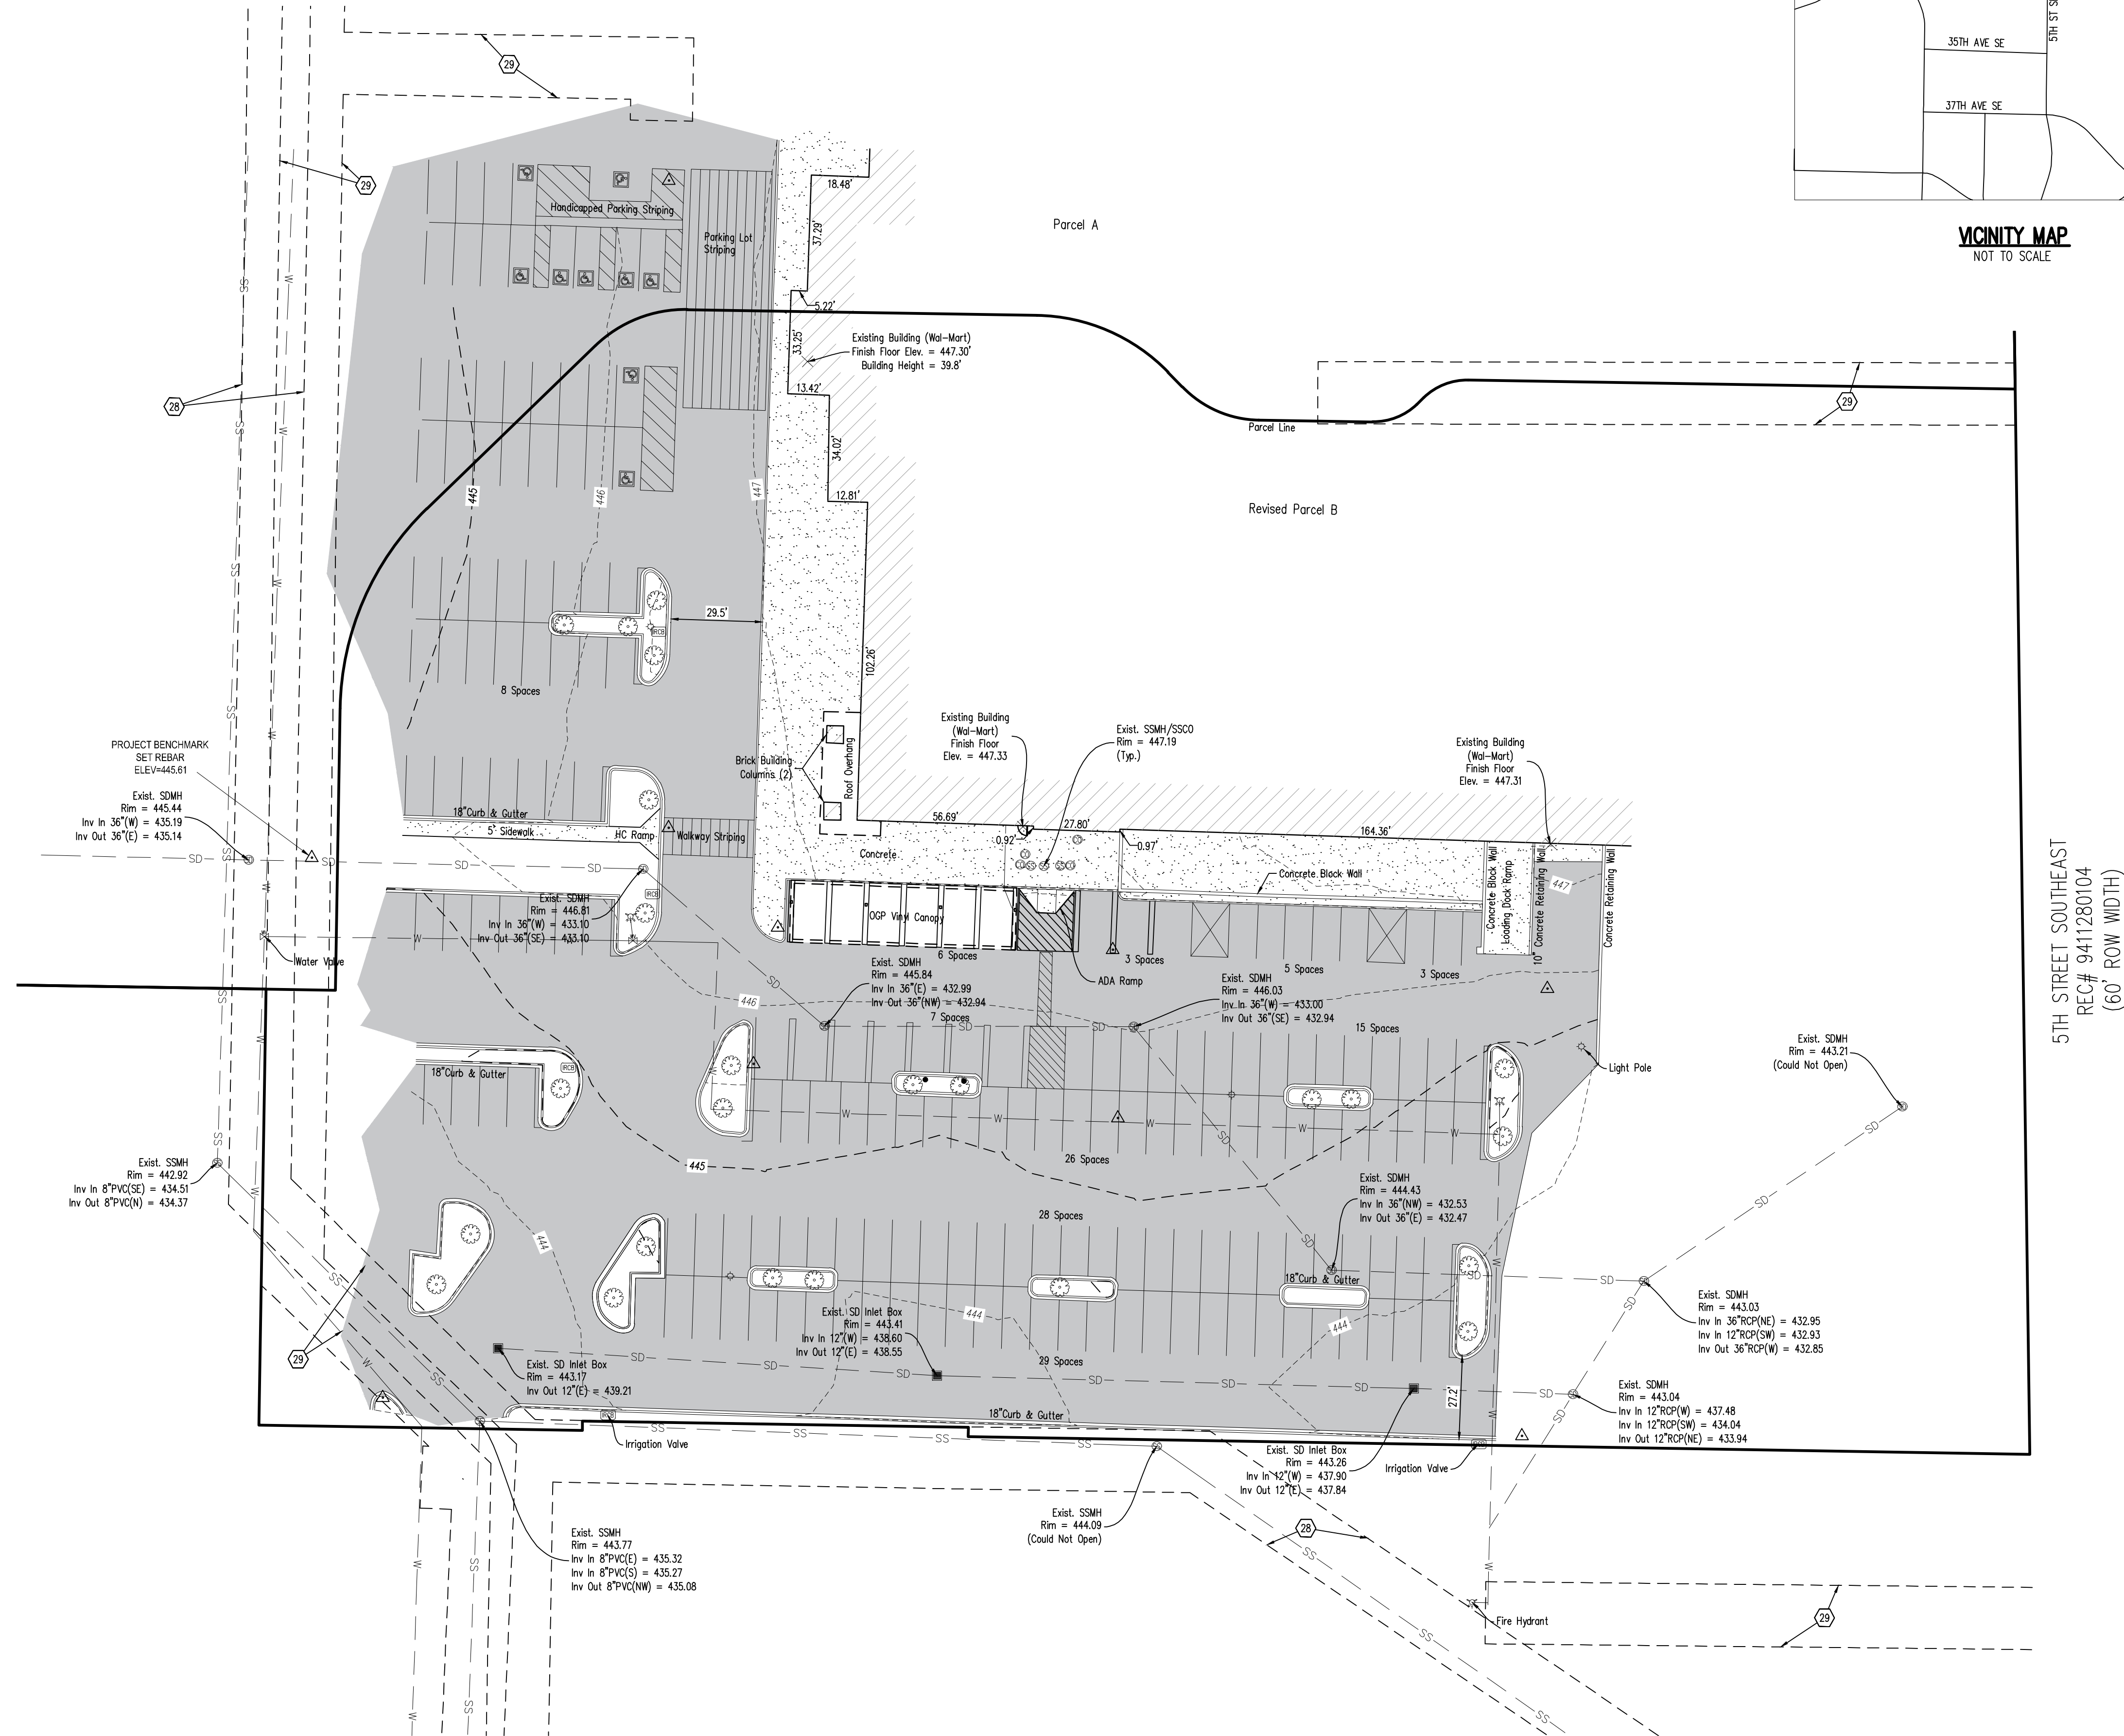 5TH ST SE
35TH AVE SE
37TH AVE SE
VICINITY MAP
NOT TO SCALE
29
29
28
Handicapped Parking Striping
Parking Lot
Striping
18.48'
37.29'
5.22'
33.25'
13.42'
34.02'
12.81'
102.26'
Parcel A
Existing Building (Wal-Mart)
Finish Floor Elev. = 447.30'
Building Height = 39.8'
Parcel Line
29
Revised Parcel B
445
446
447
29.5'
IRCB
8 Spaces
PROJECT BENCHMARK
SET REBAR
ELEV=445.61
Exist. SDMH
Rim = 445.44
Inv In 36"(W) = 435.19
Inv Out 36"(E) = 435.14
Brick Building
Columns (2)
Roof Overhang
Existing Building
(Wal-Mart)
Finish Floor
Elev. = 447.33
Exist. SSMH/SSCO
Rim = 447.19
(Typ.)
Existing Building
(Wal-Mart)
Finish Floor
Elev. = 447.31
18"Curb & Gutter
5' Sidewalk
HC Ramp
Walkway Striping
Concrete
56.69'
0.92'
27.80'
0.97'
164.36'
Concrete Block Wall
Concrete Block Wall
Loading Dock Ramp
10" Concrete Retaining Wall
447
Concrete Retaining Wall
5TH STREET SOUTHEAST
REC# 9411280104
(60' ROW WIDTH)
Exist. SDMH
Rim = 446.81
Inv In 36"(W) = 433.10
Inv Out 36"(SE) = 433.10
IRCB
OGP Vinyl Canopy
Water Valve
6 Spaces
3 Spaces
5 Spaces
3 Spaces
ADA Ramp
446
Exist. SDMH
Rim = 445.84
Inv In 36"(E) = 432.99
Inv Out 36"(NW) = 432.94
7 Spaces
Exist. SDMH
Rim = 446.03
Inv In 36"(W) = 433.00
Inv Out 36"(SE) = 432.94
15 Spaces
Light Pole
Exist. SDMH
Rim = 443.21
(Could Not Open)
18"Curb & Gutter
IRCB
445
26 Spaces
Exist. SSMH
Rim = 442.92
Inv In 8"PVC(SE) = 434.51
Inv Out 8"PVC(N) = 434.37
Exist. SDMH
Rim = 444.43
Inv In 36"(NW) = 432.53
Inv Out 36"(E) = 432.47
28 Spaces
444
18"Curb & Gutter
Exist. SDMH
Rim = 443.03
Inv In 36"RCP(NE) = 432.95
Inv In 12"RCP(SW) = 432.93
Inv Out 36"RCP(W) = 432.85
Exist. SD Inlet Box
Rim = 443.41
Inv In 12"(W) = 438.60
Inv Out 12"(E) = 438.55
444
444
29
Exist. SD Inlet Box
Rim = 443.17
Inv Out 12"(E) = 439.21
29 Spaces
27.2'
Exist. SDMH
Rim = 443.04
Inv In 12"RCP(W) = 437.48
Inv In 12"RCP(SW) = 434.04
Inv Out 12"RCP(NE) = 433.94
18"Curb & Gutter
Irrigation Valve
Exist. SD Inlet Box
Rim = 443.26
Inv In 12"(W) = 437.90
Inv Out 12"(E) = 437.84
Irrigation Valve
Exist. SSMH
Rim = 444.09
(Could Not Open)
28
Exist. SSMH
Rim = 443.77
Inv In 8"PVC(E) = 435.32
Inv In 8"PVC(S) = 435.27
Inv Out 8"PVC(NW) = 435.08
Fire Hydrant
29
SS
W
SD